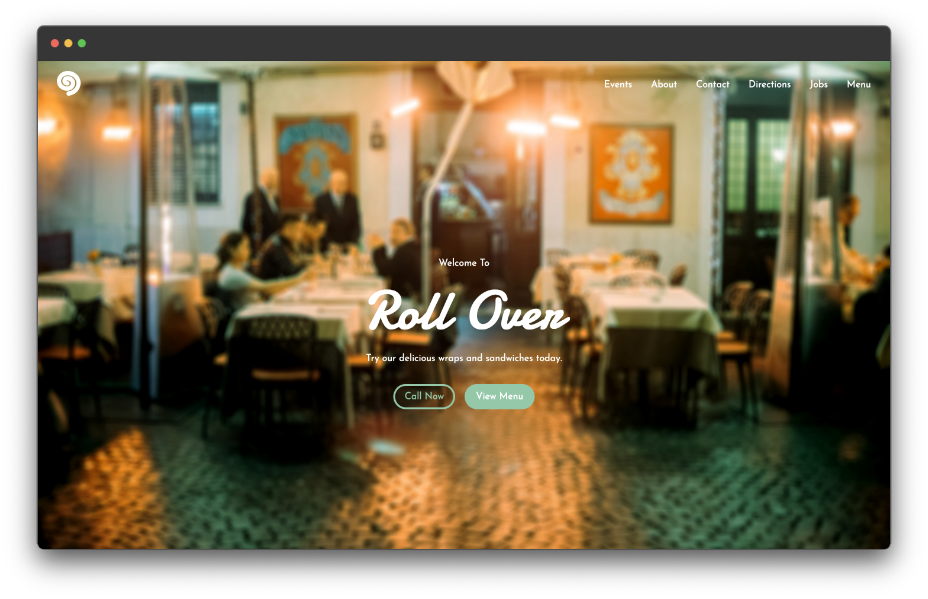 Events About Contact Directions Jobs Menu
Welcome To
Roll Over
Try our delicious wraps and sandwiches today.
Call Now View Menu